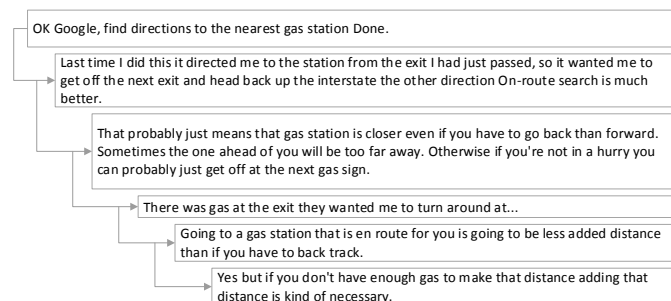 OK Google, find directions to the nearest gas station Done.
Last time I did this it directed me to the station from the exit I had just passed, so it wanted me to
get off the next exit and head back up the interstate the other direction On-route search is much
better.
That probably just means that gas station is closer even if you have to go back than forward.
Sometimes the one ahead of you will be too far away. Otherwise if you're not in a hurry you
can probably just get off at the next gas sign.
There was gas at the exit they wanted me to turn around at...
Going to a gas station that is en route for you is going to be less added distance
than if you have to back track.
Yes but if you don't have enough gas to make that distance adding that
distance is kind of necessary.